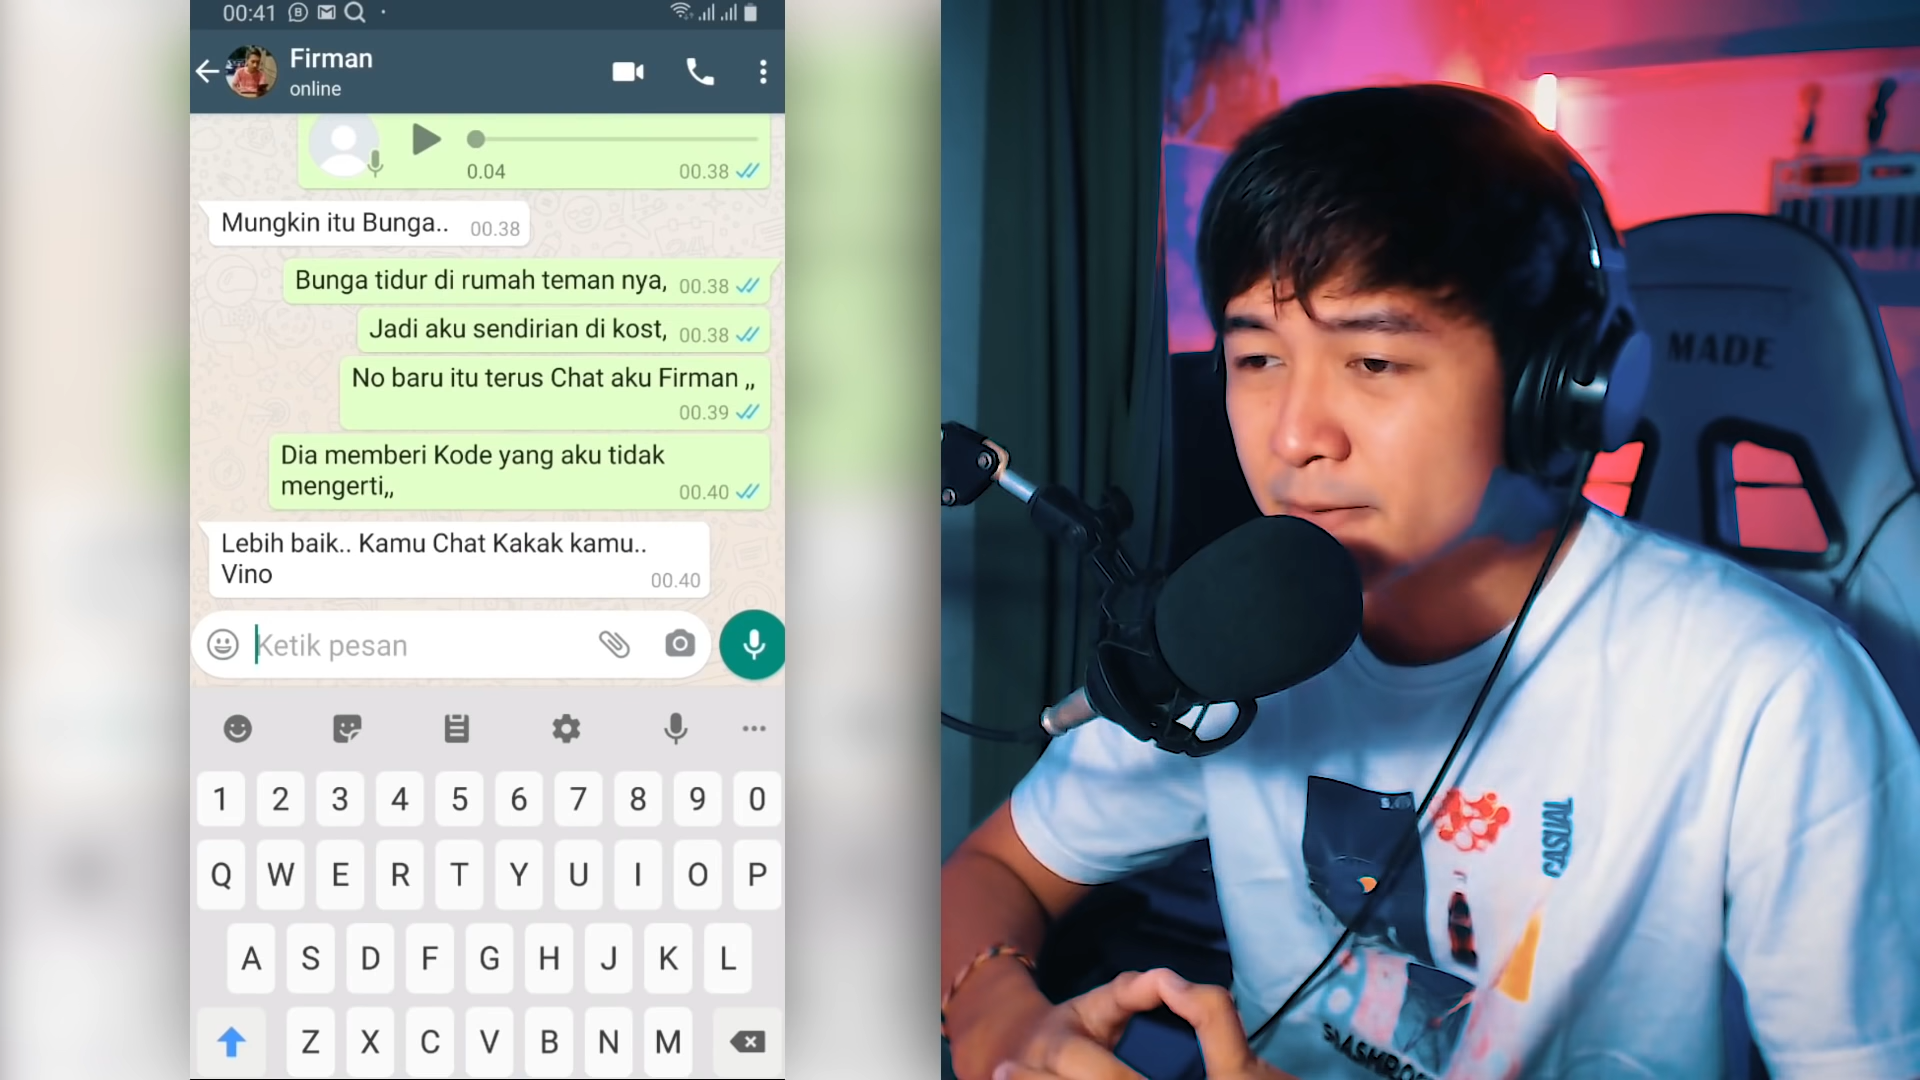 00:41
Firman
online
0.04 00.38
Mungkin itu Bunga.. 00.38
Bunga tidur di rumah teman nya, 00.38
Jadi aku sendirian di kost, 00.38
No baru itu terus Chat aku Firman ,,
00.39
Dia memberi Kode yang aku tidak
mengerti,, 00.40
Lebih baik.. Kamu Chat Kakak kamu..
Vino 00.40
Ketik pesan
1 2 3 4 5 6 7 8 9 0
Q W E R T Y U I O P
A S D F G H J K L
Z X C V B N M
MADE
CASUAL